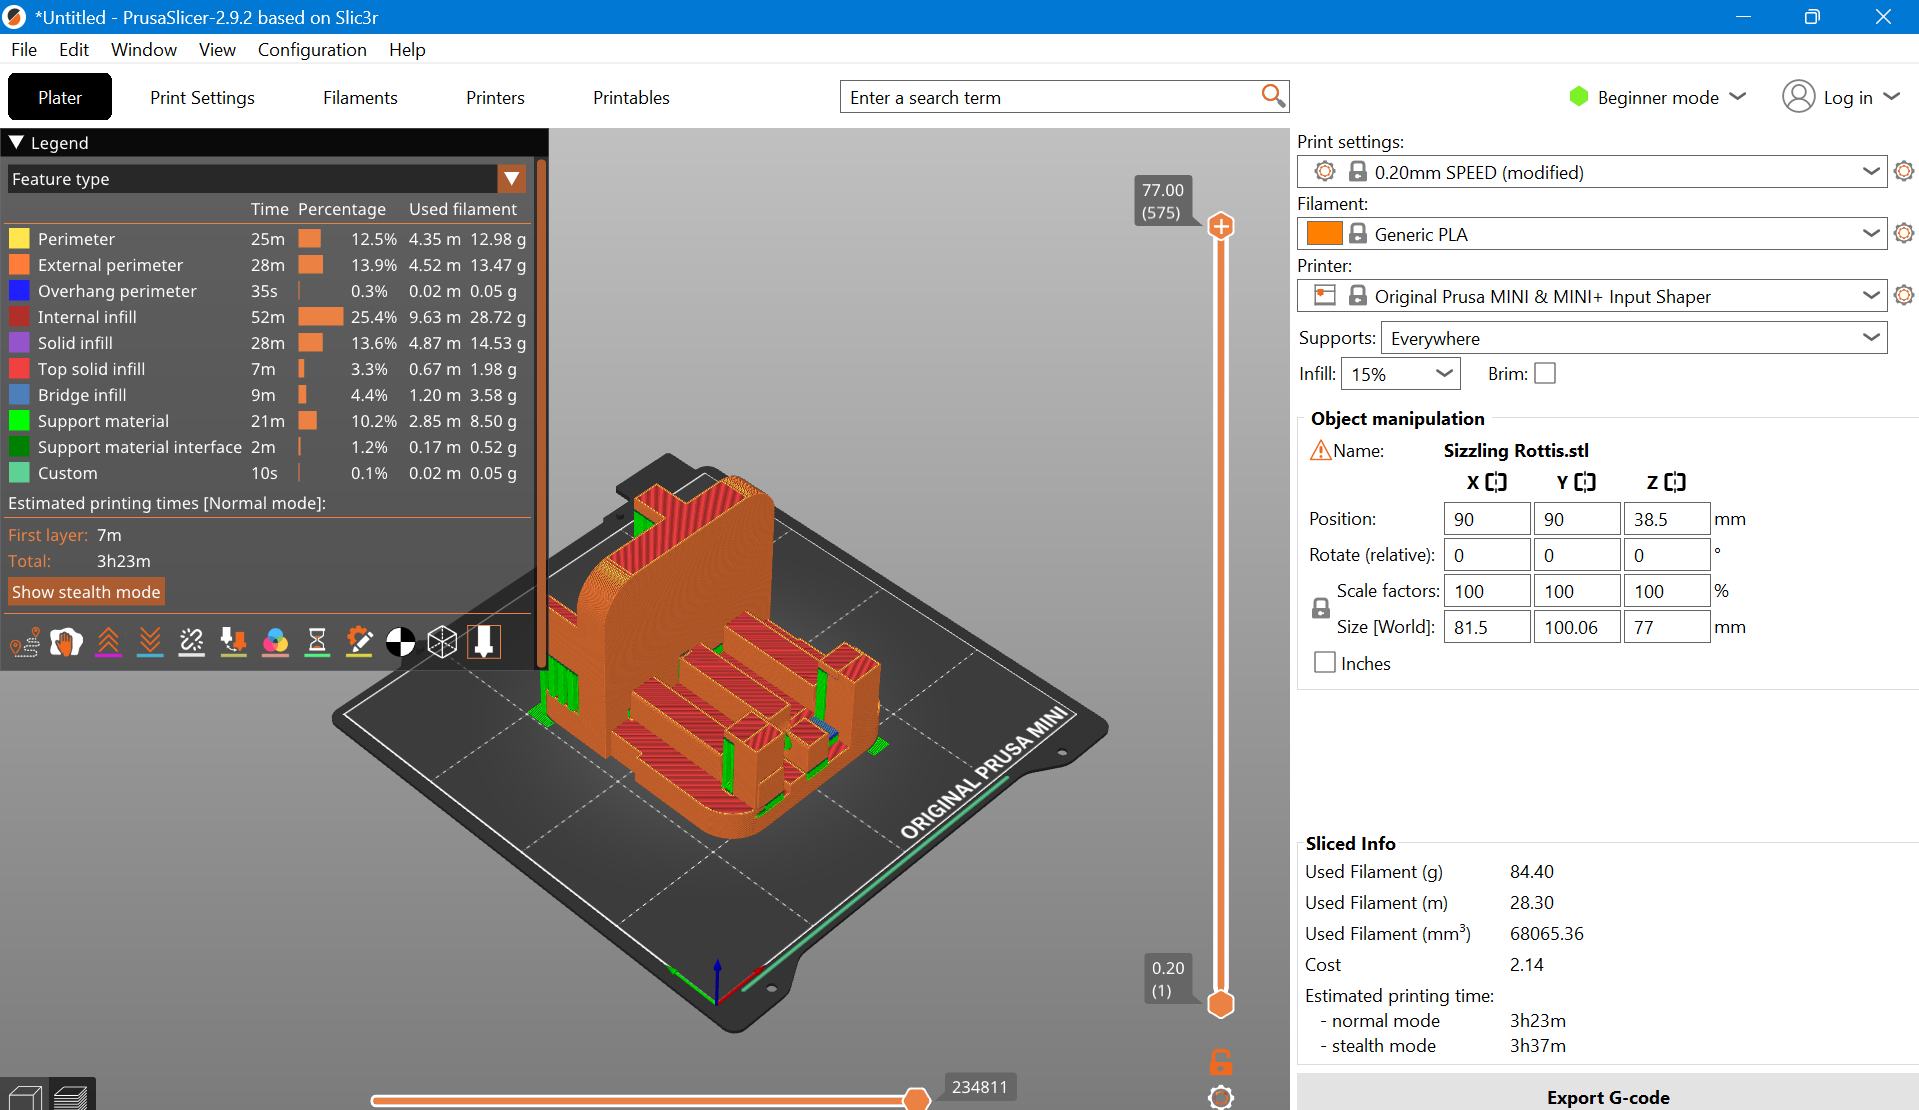 *Untitled - PrusaSlicer-2.9.2 based on Slic3r
File Edit Window View Configuration Help
Plater Print Settings Filaments Printers Printables Enter a search term Beginner mode Log in
Legend
Feature type
Time Percentage Used filament
Perimeter 25m 12.5% 4.35 m 12.98 g
External perimeter 28m 13.9% 4.52 m 13.47 g
Overhang perimeter 35s 0.3% 0.02 m 0.05 g
Internal infill 52m 25.4% 9.63 m 28.72 g
Solid infill 28m 13.6% 4.87 m 14.53 g
Top solid infill 7m 3.3% 0.67 m 1.98 g
Bridge infill 9m 4.4% 1.20 m 3.58 g
Support material 21m 10.2% 2.85 m 8.50 g
Support material interface 2m 1.2% 0.17 m 0.52 g
Custom 10s 0.1% 0.02 m 0.05 g
Estimated printing times [Normal mode]:
First layer: 7m
Total: 3h23m
Show stealth mode
77.00
(575)
ORIGINAL PRUSA MINI
0.20
(1)
234811
Print settings:
0.20mm SPEED (modified)
Filament:
Generic PLA
Printer:
Original Prusa MINI & MINI+ Input Shaper
Supports: Everywhere
Infill: 15% Brim:
Object manipulation
Name: Sizzling Rottis.stl
X Y Z
Position: 90 90 38.5 mm
Rotate (relative): 0 0 0 °
Scale factors: 100 100 100 %
Size [World]: 81.5 100.06 77 mm
Inches
Sliced Info
Used Filament (g) 84.40
Used Filament (m) 28.30
Used Filament (mm³) 68065.36
Cost 2.14
Estimated printing time:
- normal mode 3h23m
- stealth mode 3h37m
Export G-code